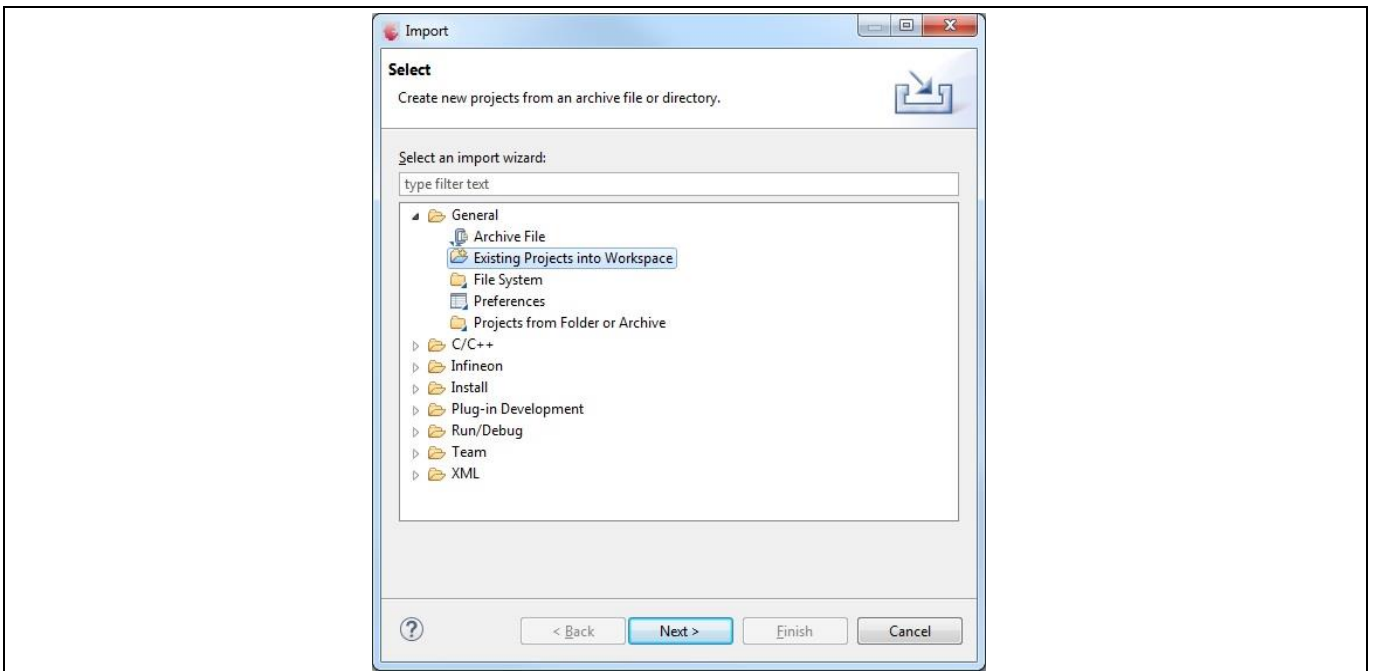 Import
Select
Create new projects from an archive file or directory.
Select an import wizard:
type filter text
General
Archive File
Existing Projects into Workspace
File System
Preferences
Projects from Folder or Archive
C/C++
Infineon
Install
Plug-in Development
Run/Debug
Team
XML
? < Back Next > Finish Cancel